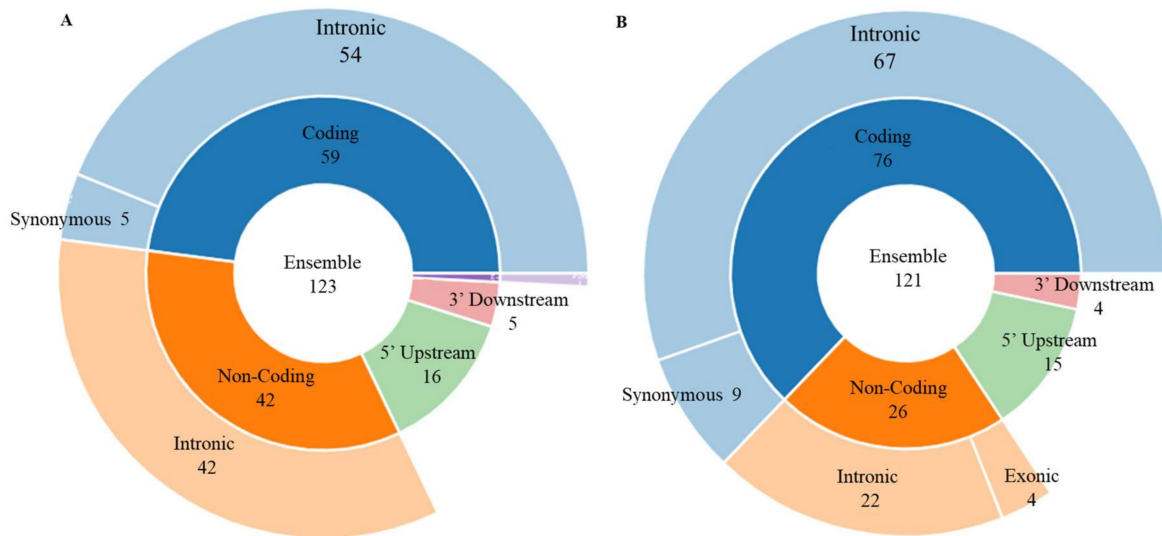 A
Intronic
54
Coding
59
Synonymous 5
Ensemble
123
3’ Downstream
5
5’ Upstream
16
Non-Coding
42
Intronic
42
B
Intronic
67
Coding
76
Ensemble
121
3’ Downstream
4
5’ Upstream
15
Synonymous 9
Non-Coding
26
Intronic
22
Exonic
4